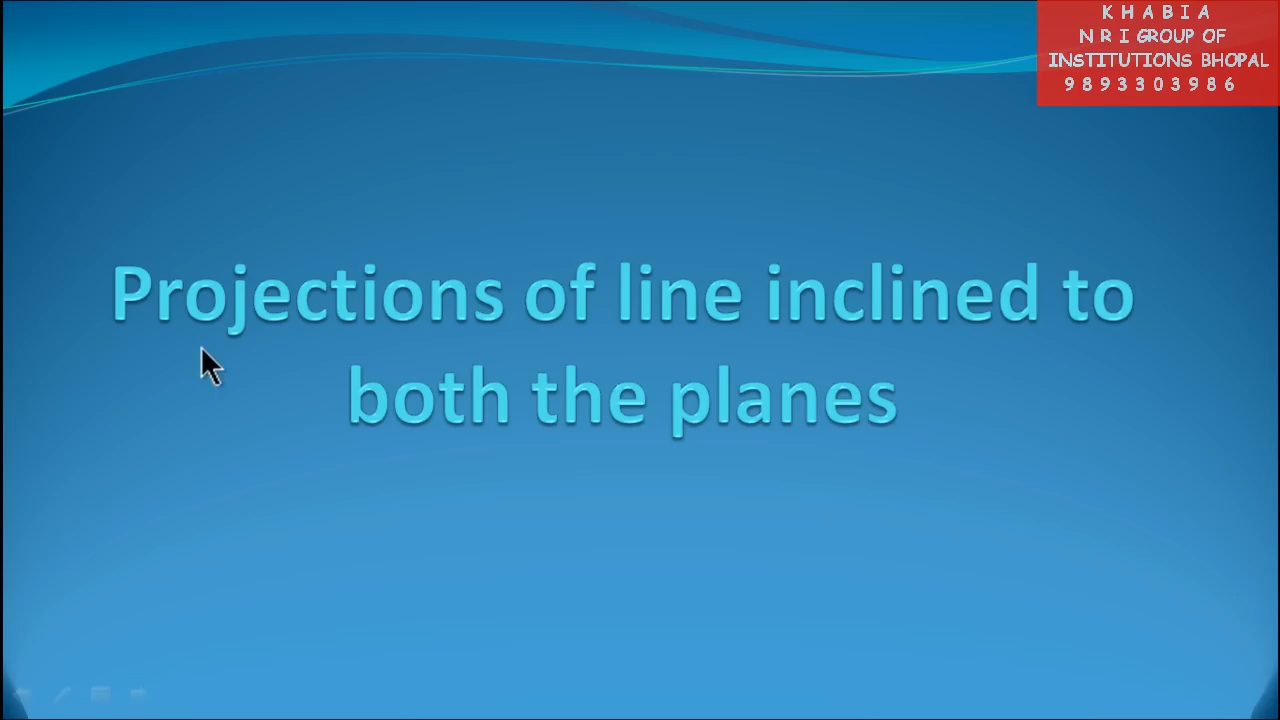 K H A B I A
N R I GROUP OF
INSTITUTIONS BHOPAL
9 8 9 3 3 0 3 9 8 6
Projections of line inclined to
both the planes